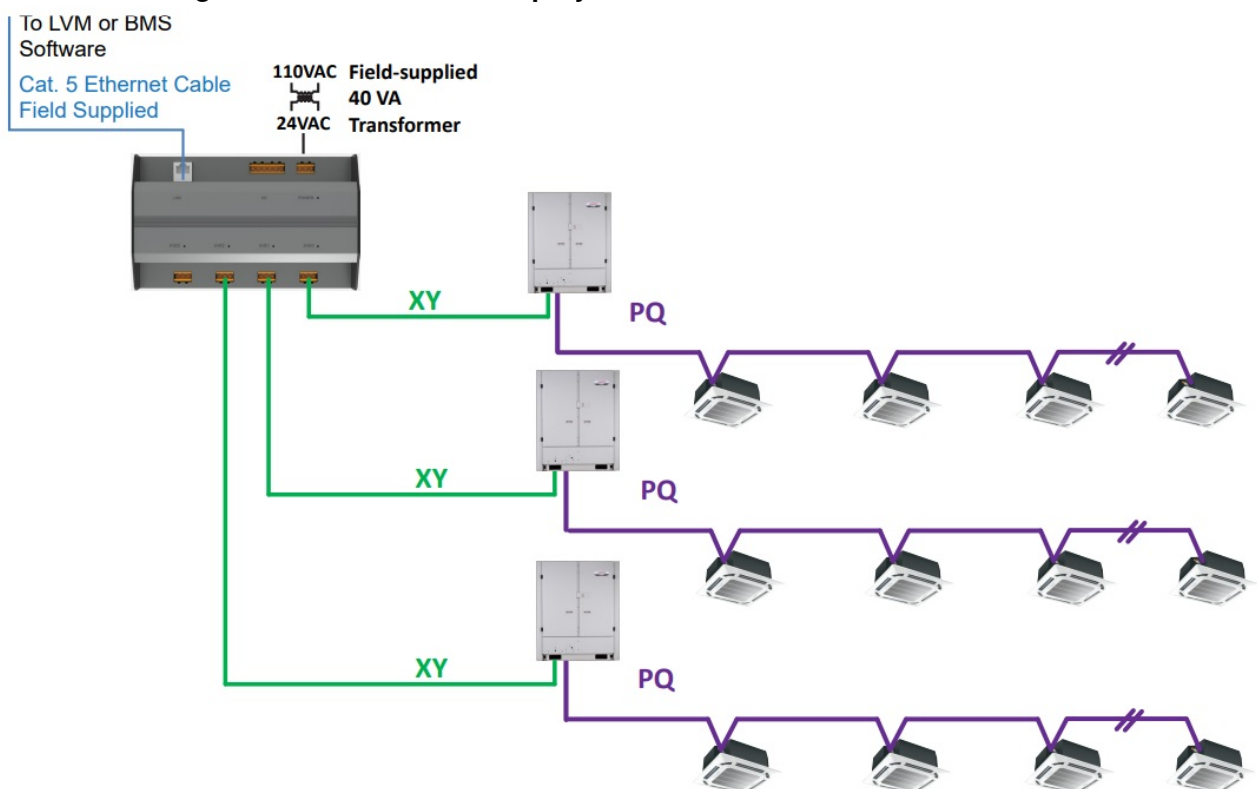 To LVM or BMS
Software
Cat. 5 Ethernet Cable
Field Supplied
110VAC Field-supplied
40 VA
24VAC Transformer
XY
PQ
XY
PQ
XY
PQ